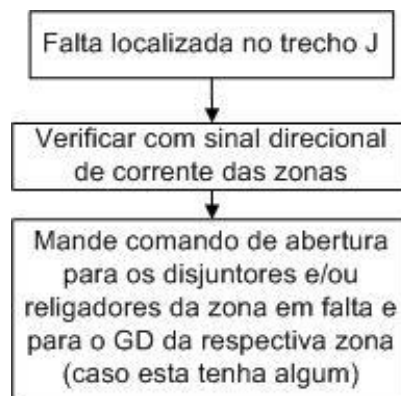 Falta localizada no trecho J
Verificar com sinal direcional
de corrente das zonas
Mande comando de abertura
para os disjuntores e/ou
religadores da zona em falta e
para o GD da respectiva zona
(caso esta tenha algum)